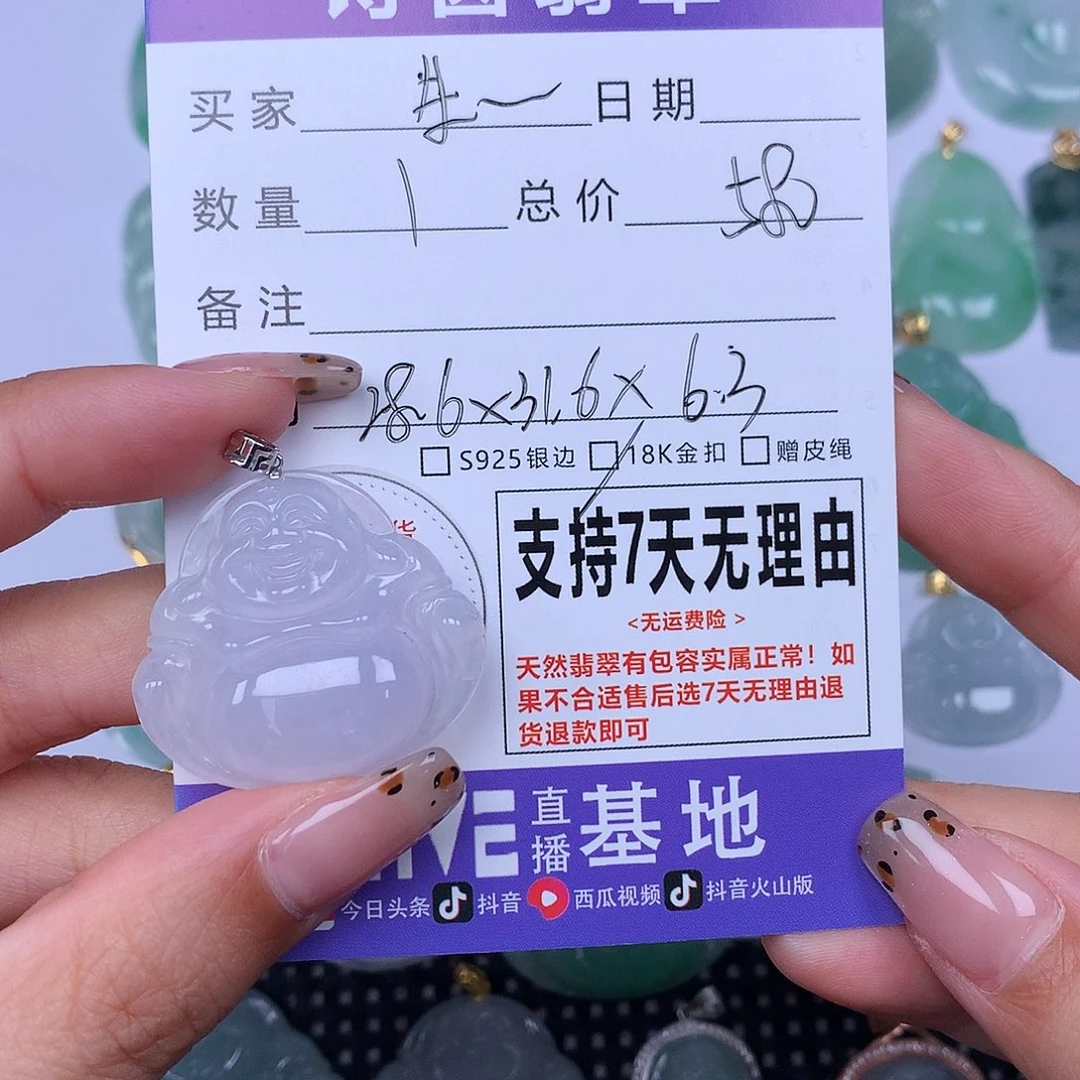 买家 日期
数量 1 总价
备注
28.6×31.6×6.3
S925银边 18K金扣 赠皮绳
货
支持7天无理由
<无运费险>
天然翡翠有包容实属正常！如
果不合适售后选7天无理由退
货退款即可
直播基地
今日头条 抖音 西瓜视频 抖音火山版